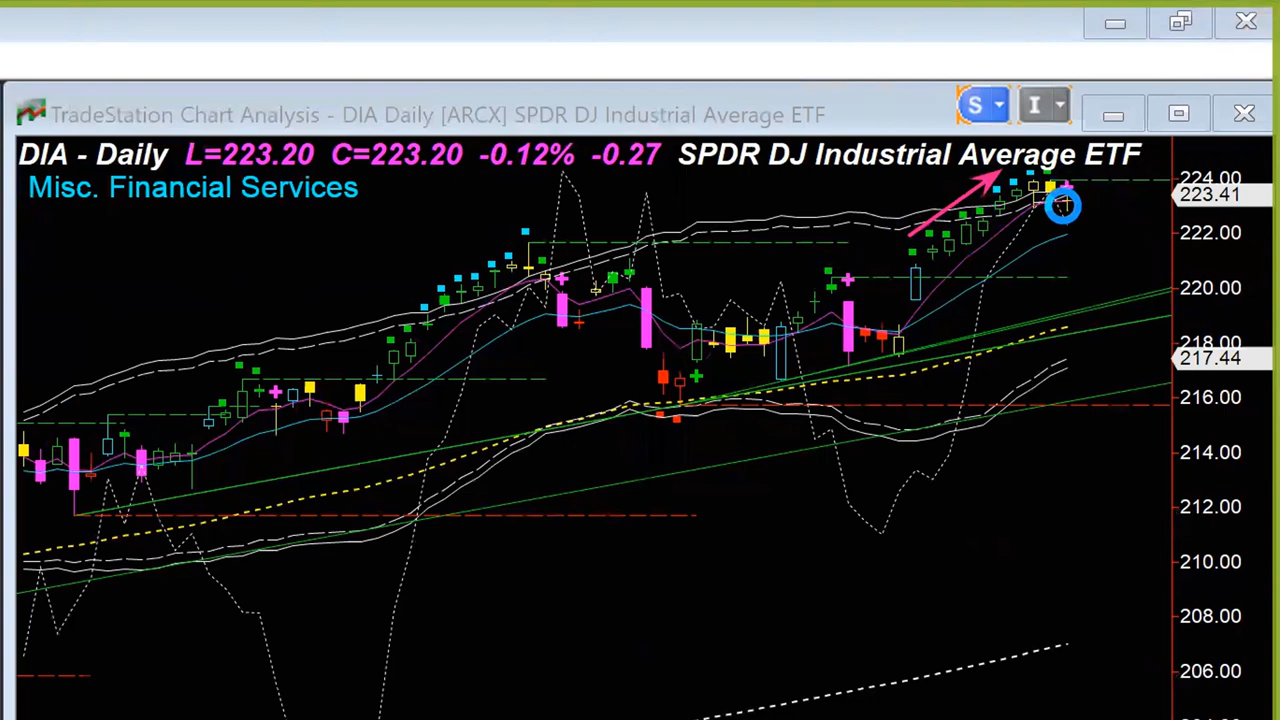 TradeStation Chart Analysis - DIA Daily [ARCX] SPDR DJ Industrial Average ETF
S
I
DIA - Daily L=223.20 C=223.20 -0.12% -0.27 SPDR DJ Industrial Average ETF
Misc. Financial Services
224.00
223.41
222.00
220.00
218.00
217.44
216.00
214.00
212.00
210.00
208.00
206.00